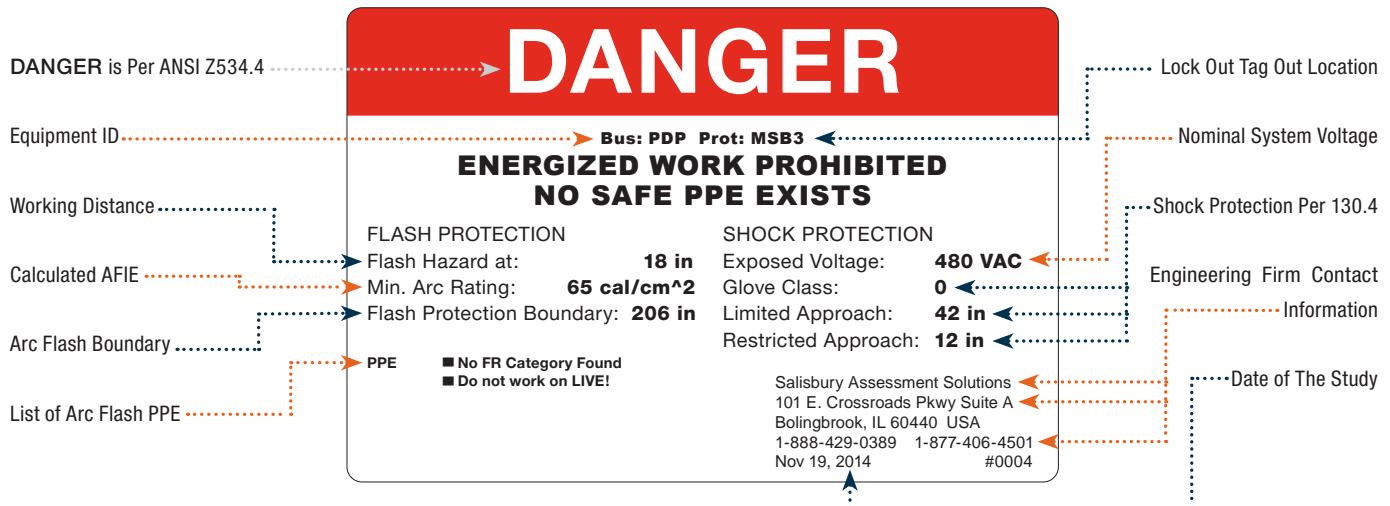 DANGER
DANGER is Per ANSI Z534.4
Lock Out Tag Out Location
Equipment ID
Bus: PDP Prot: MSB3
Nominal System Voltage
ENERGIZED WORK PROHIBITED
NO SAFE PPE EXISTS
Working Distance
Shock Protection Per 130.4
FLASH PROTECTION
Flash Hazard at: 18 in
Min. Arc Rating: 65 cal/cm^2
Flash Protection Boundary: 206 in
SHOCK PROTECTION
Exposed Voltage: 480 VAC
Glove Class: 0
Limited Approach: 42 in
Restricted Approach: 12 in
Calculated AFIE
Engineering Firm Contact
Information
Arc Flash Boundary
PPE
■ No FR Category Found
■ Do not work on LIVE!
List of Arc Flash PPE
Date of The Study
Salisbury Assessment Solutions
101 E. Crossroads Pkwy Suite A
Bolingbrook, IL 60440 USA
1-888-429-0389 1-877-406-4501
Nov 19, 2014 #0004